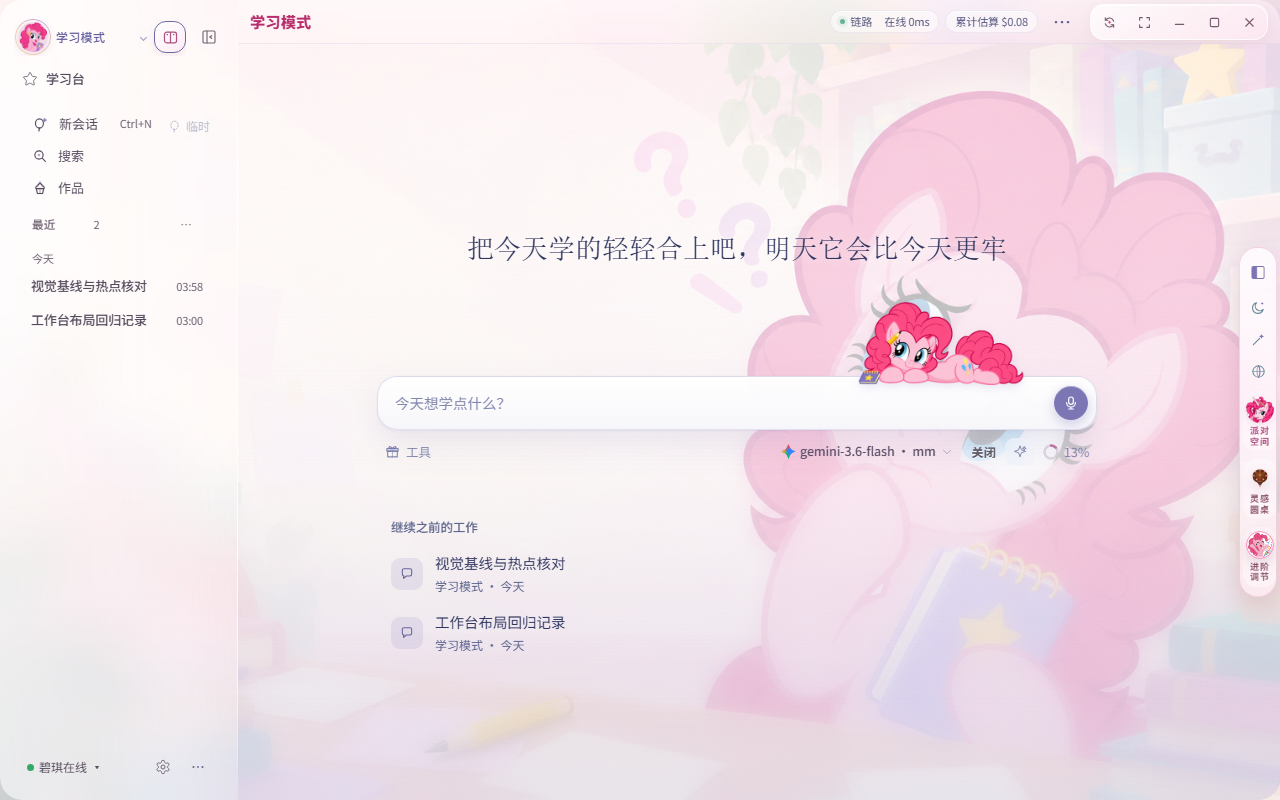 学习模式
学习台
新会话 Ctrl+N 临时
搜索
作品
最近 2
今天
视觉基线与热点核对 03:58
工作台布局回归记录 03:00
碧琪在线
学习模式
链路 在线 0ms
累计估算 $0.08
把今天学的轻轻合上吧，明天它会比今天更牢
今天想学点什么？
工具
gemini-3.6-flash · mm
关闭
13%
继续之前的工作
视觉基线与热点核对
学习模式 · 今天
工作台布局回归记录
学习模式 · 今天
派对
空间
灵感
圆桌
进阶
调节